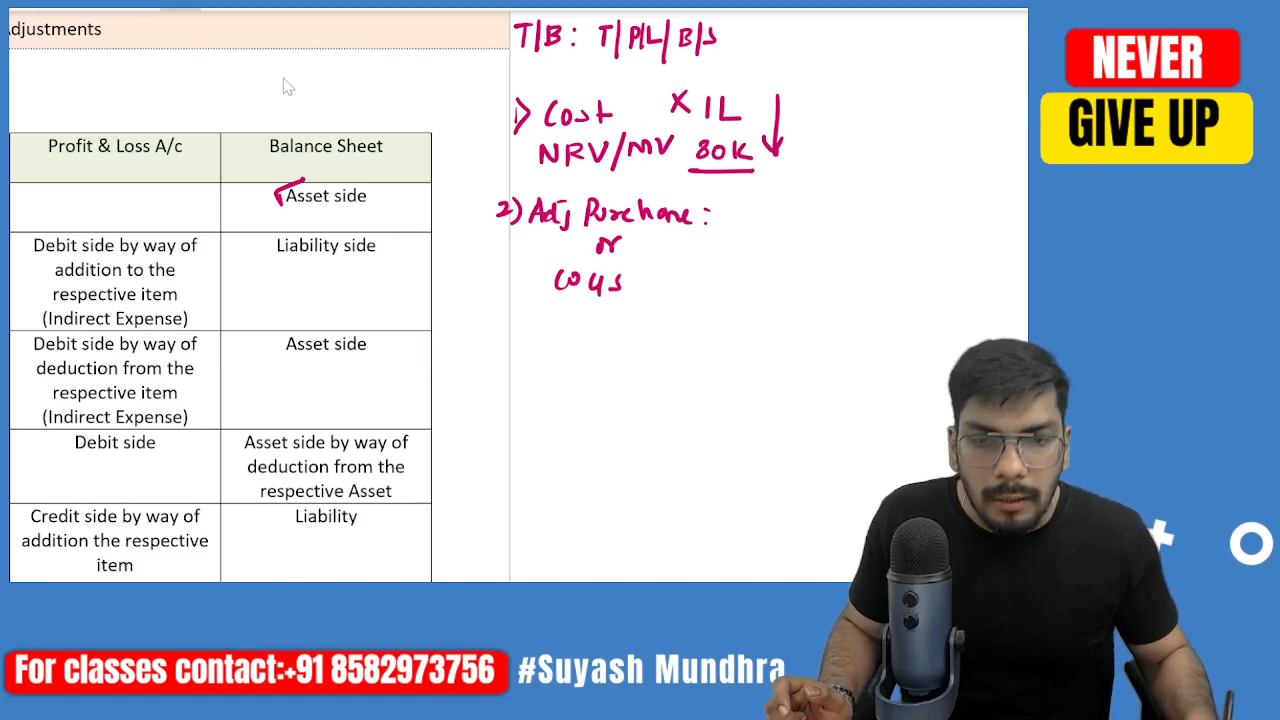 djustments
Profit & Loss A/c
Balance Sheet
Asset side
Debit side by way of
addition to the
respective item
(Indirect Expense)
Liability side
Debit side by way of
deduction from the
respective item
(Indirect Expense)
Asset side
Debit side
Asset side by way of
deduction from the
respective Asset
Credit side by way of
addition the respective
item
Liability
T/B: T/P/L/B/S
1) Cost X 1L
NRV/MV 80K
2) Adj Purchase:
or
COGS
NEVER
GIVE UP
For classes contact:+91 8582973756
#Suyash Mundhra